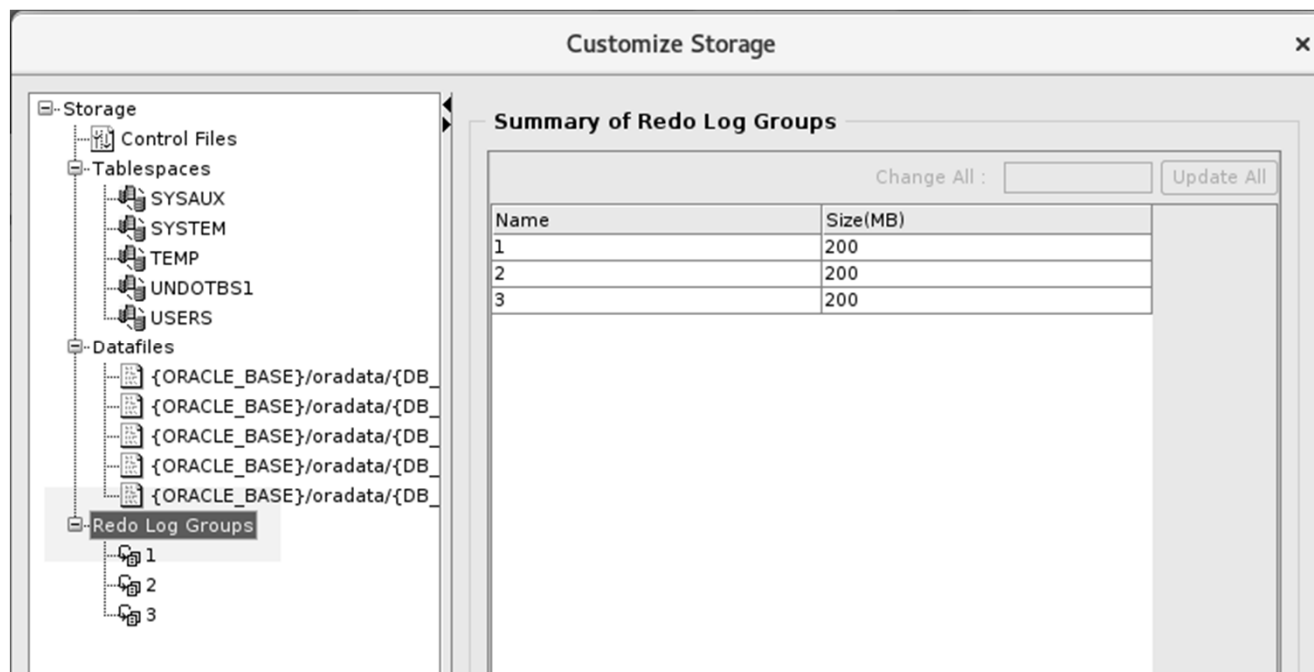 Customize Storage
Storage
Control Files
Tablespaces
SYSAUX
SYSTEM
TEMP
UNDOTBS1
USERS
Datafiles
{ORACLE_BASE}/oradata/{DB_
{ORACLE_BASE}/oradata/{DB_
{ORACLE_BASE}/oradata/{DB_
{ORACLE_BASE}/oradata/{DB_
{ORACLE_BASE}/oradata/{DB_
Redo Log Groups
1
2
3
Summary of Redo Log Groups
Change All : Update All
Name Size(MB)
1 200
2 200
3 200